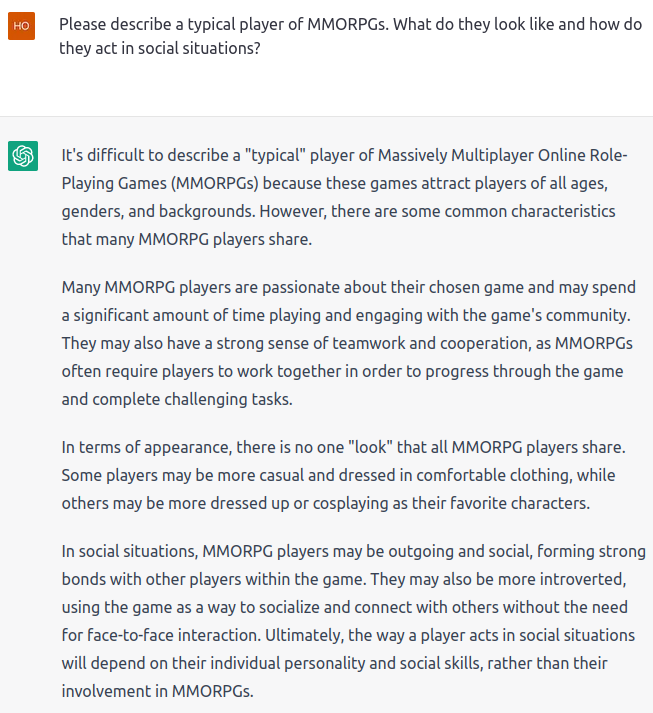 HO
Please describe a typical player of MMORPGs. What do they look like and how do
they act in social situations?
It's difficult to describe a "typical" player of Massively Multiplayer Online Role-
Playing Games (MMORPGs) because these games attract players of all ages,
genders, and backgrounds. However, there are some common characteristics
that many MMORPG players share.
Many MMORPG players are passionate about their chosen game and may spend
a significant amount of time playing and engaging with the game's community.
They may also have a strong sense of teamwork and cooperation, as MMORPGs
often require players to work together in order to progress through the game
and complete challenging tasks.
In terms of appearance, there is no one "look" that all MMORPG players share.
Some players may be more casual and dressed in comfortable clothing, while
others may be more dressed up or cosplaying as their favorite characters.
In social situations, MMORPG players may be outgoing and social, forming strong
bonds with other players within the game. They may also be more introverted,
using the game as a way to socialize and connect with others without the need
for face-to-face interaction. Ultimately, the way a player acts in social situations
will depend on their individual personality and social skills, rather than their
involvement in MMORPGs.